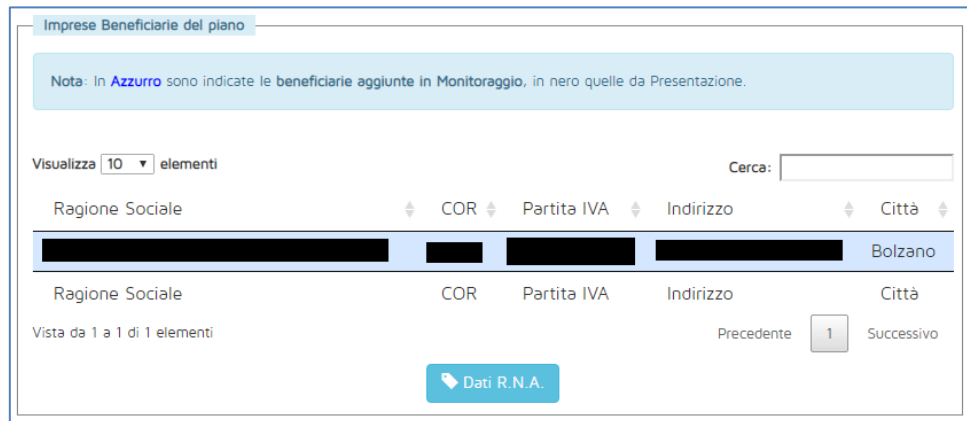 Imprese Beneficiarie del piano
Nota: In Azzurro sono indicate le beneficiarie aggiunte in Monitoraggio, in nero quelle da Presentazione.
Visualizza 10 elementi Cerca:
Ragione Sociale COR Partita IVA Indirizzo Città
Bolzano
Ragione Sociale COR Partita IVA Indirizzo Città
Vista da 1 a 1 di 1 elementi Precedente 1 Successivo
Dati R.N.A.